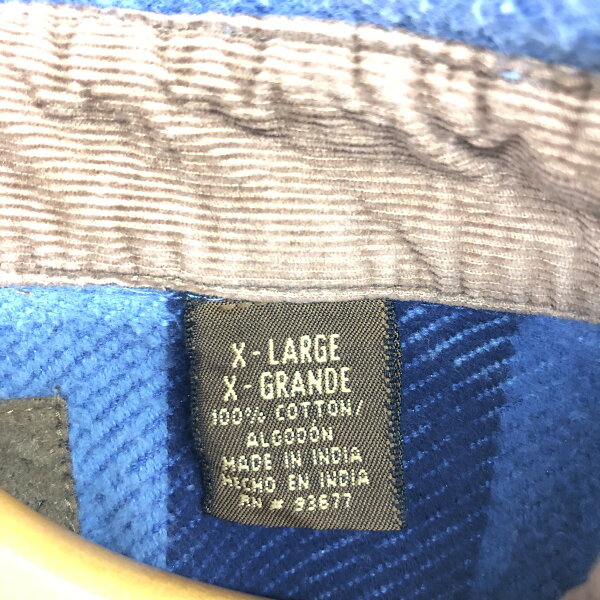 X-LARGE
X-GRANDE
100% COTTON/
ALGODÓN
MADE IN INDIA
HECHO EN INDIA
RN # 93677